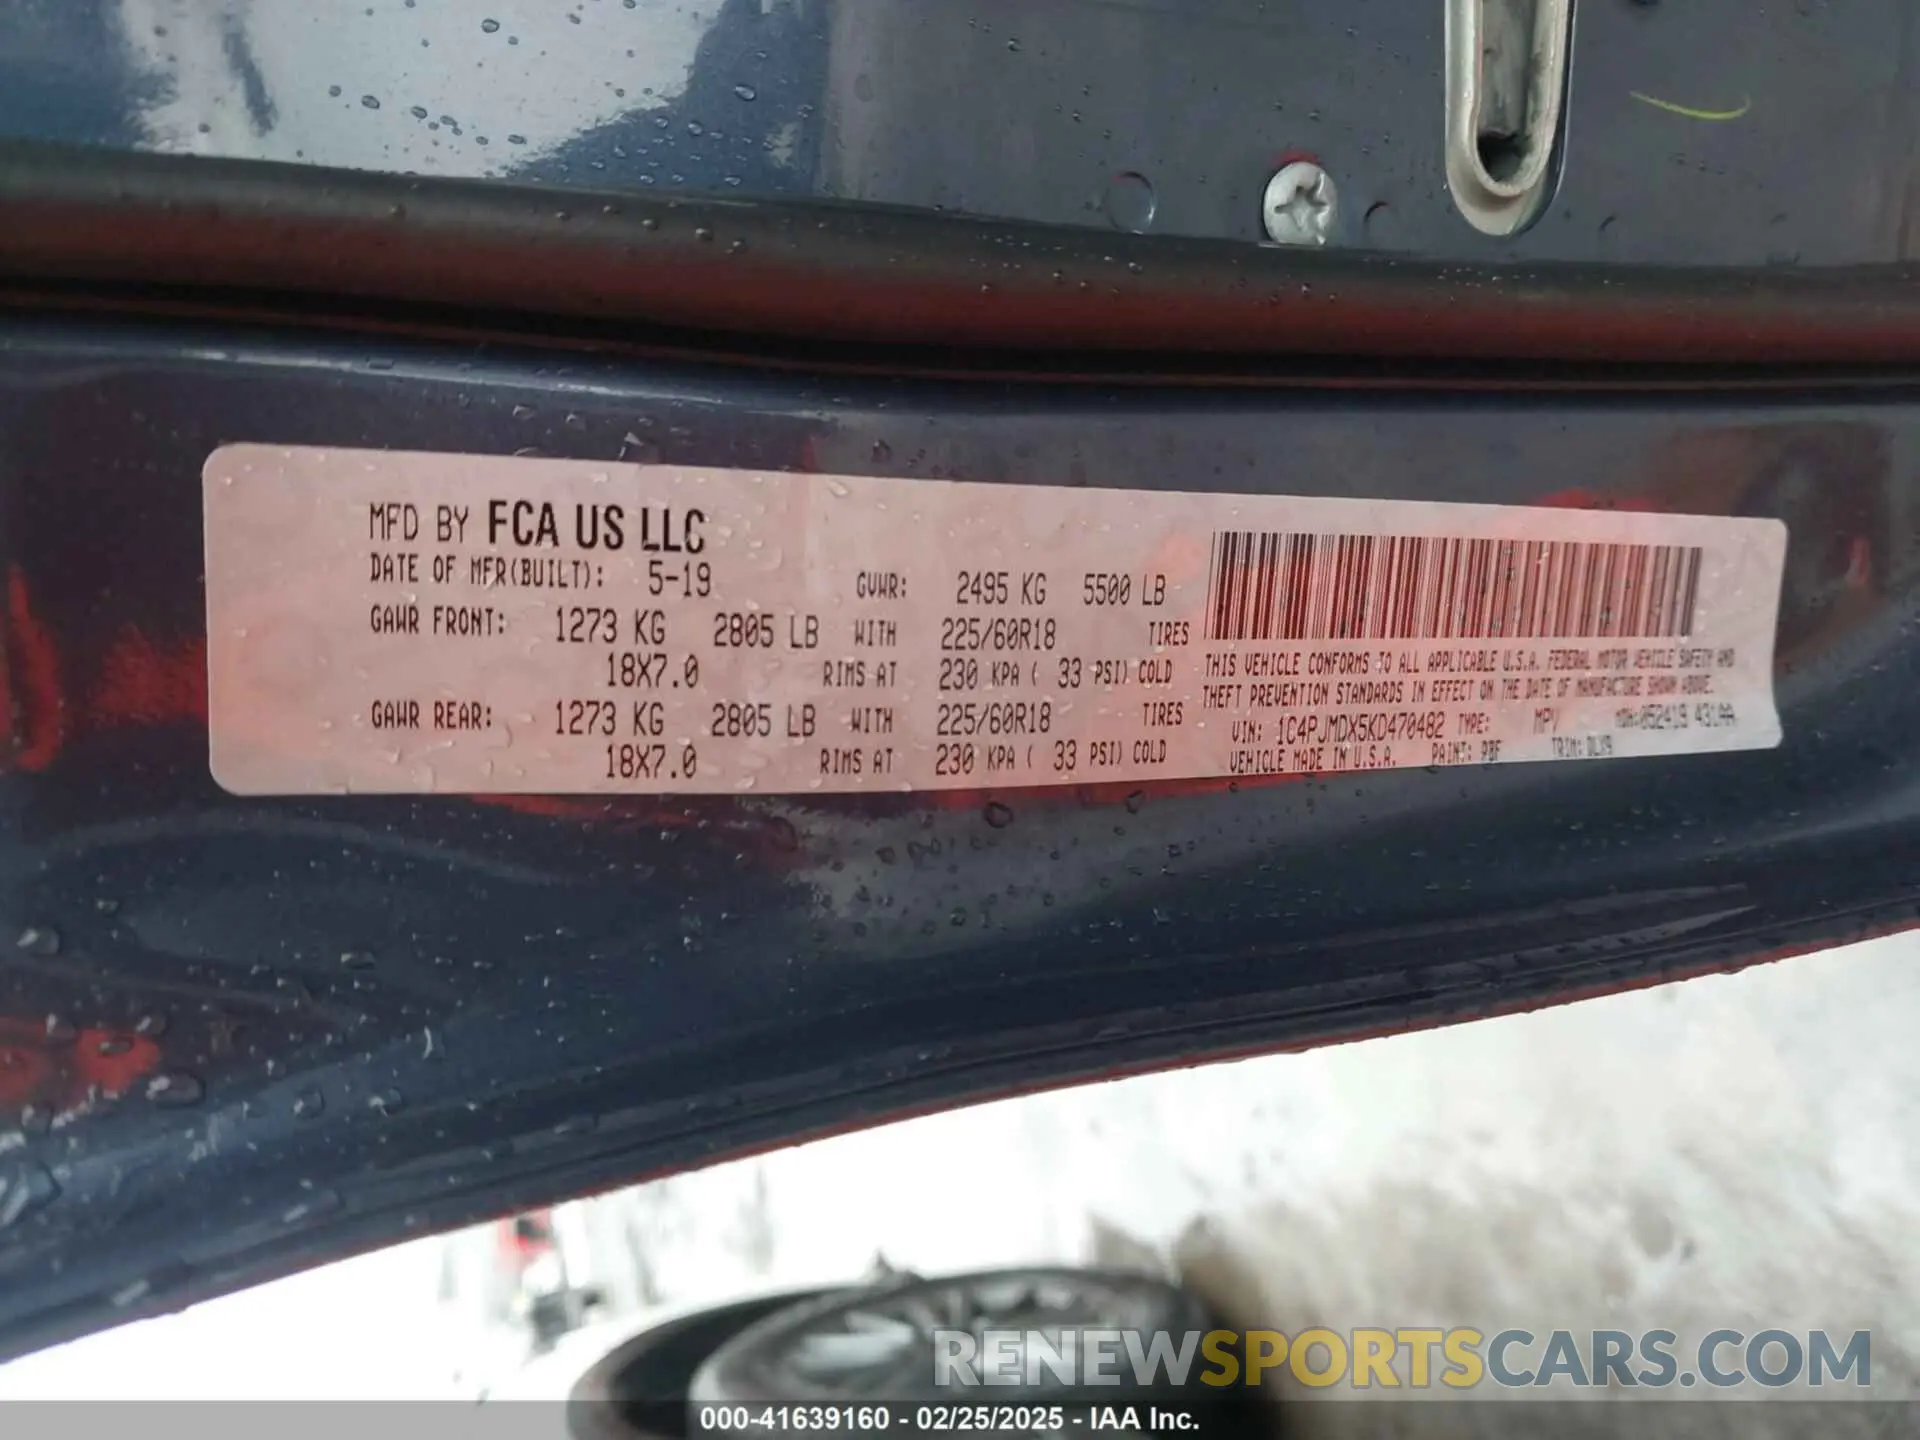 MFD BY FCA US LLC
DATE OF MFR(BUILT): 5-19 GVWR: 2495 KG 5500 LB
GAWR FRONT: 1273 KG 2805 LB WITH 225/60R18 TIRES
18X7.0 RIMS AT 230 KPA ( 33 PSI) COLD
GAWR REAR: 1273 KG 2805 LB WITH 225/60R18 TIRES
18X7.0 RIMS AT 230 KPA ( 33 PSI) COLD
THIS VEHICLE CONFORMS TO ALL APPLICABLE U.S.A. FEDERAL MOTOR VEHICLE SAFETY AND
THEFT PREVENTION STANDARDS IN EFFECT ON THE DATE OF MANUFACTURE SHOWN ABOVE.
VIN: 1C4PJMDX5KD470482 TYPE: MPV MDH:052419 431AA
VEHICLE MADE IN U.S.A. PAINT: PBF TRIM: DLX9
RENEWSPORTSCARS.COM
000-41639160 - 02/25/2025 - IAA Inc.